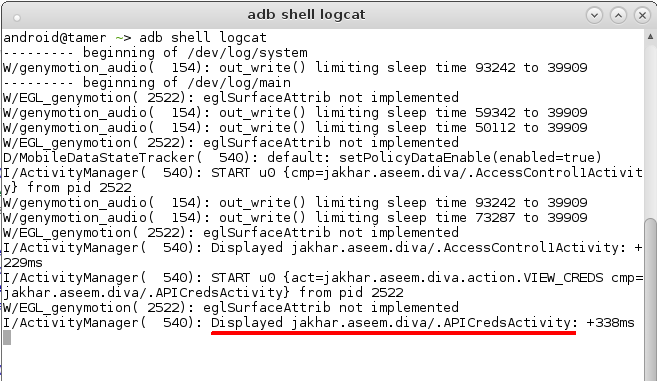 adb shell logcat
android@tamer ~> adb shell logcat
--------- beginning of /dev/log/system
W/genymotion_audio(  154): out_write() limiting sleep time 93242 to 39909
--------- beginning of /dev/log/main
W/EGL_genymotion( 2522): eglSurfaceAttrib not implemented
W/genymotion_audio(  154): out_write() limiting sleep time 59342 to 39909
W/genymotion_audio(  154): out_write() limiting sleep time 50112 to 39909
W/EGL_genymotion( 2522): eglSurfaceAttrib not implemented
D/MobileDataStateTracker(  540): default: setPolicyDataEnable(enabled=true)
I/ActivityManager(  540): START u0 {cmp=jakhar.aseem.diva/.AccessControl1Activit
y} from pid 2522
W/genymotion_audio(  154): out_write() limiting sleep time 93242 to 39909
W/genymotion_audio(  154): out_write() limiting sleep time 73287 to 39909
W/EGL_genymotion( 2522): eglSurfaceAttrib not implemented
I/ActivityManager(  540): Displayed jakhar.aseem.diva/.AccessControl1Activity: +
229ms
I/ActivityManager(  540): START u0 {act=jakhar.aseem.diva.action.VIEW_CREDS cmp=
jakhar.aseem.diva/.APICredsActivity} from pid 2522
W/EGL_genymotion( 2522): eglSurfaceAttrib not implemented
I/ActivityManager(  540): Displayed jakhar.aseem.diva/.APICredsActivity: +338ms